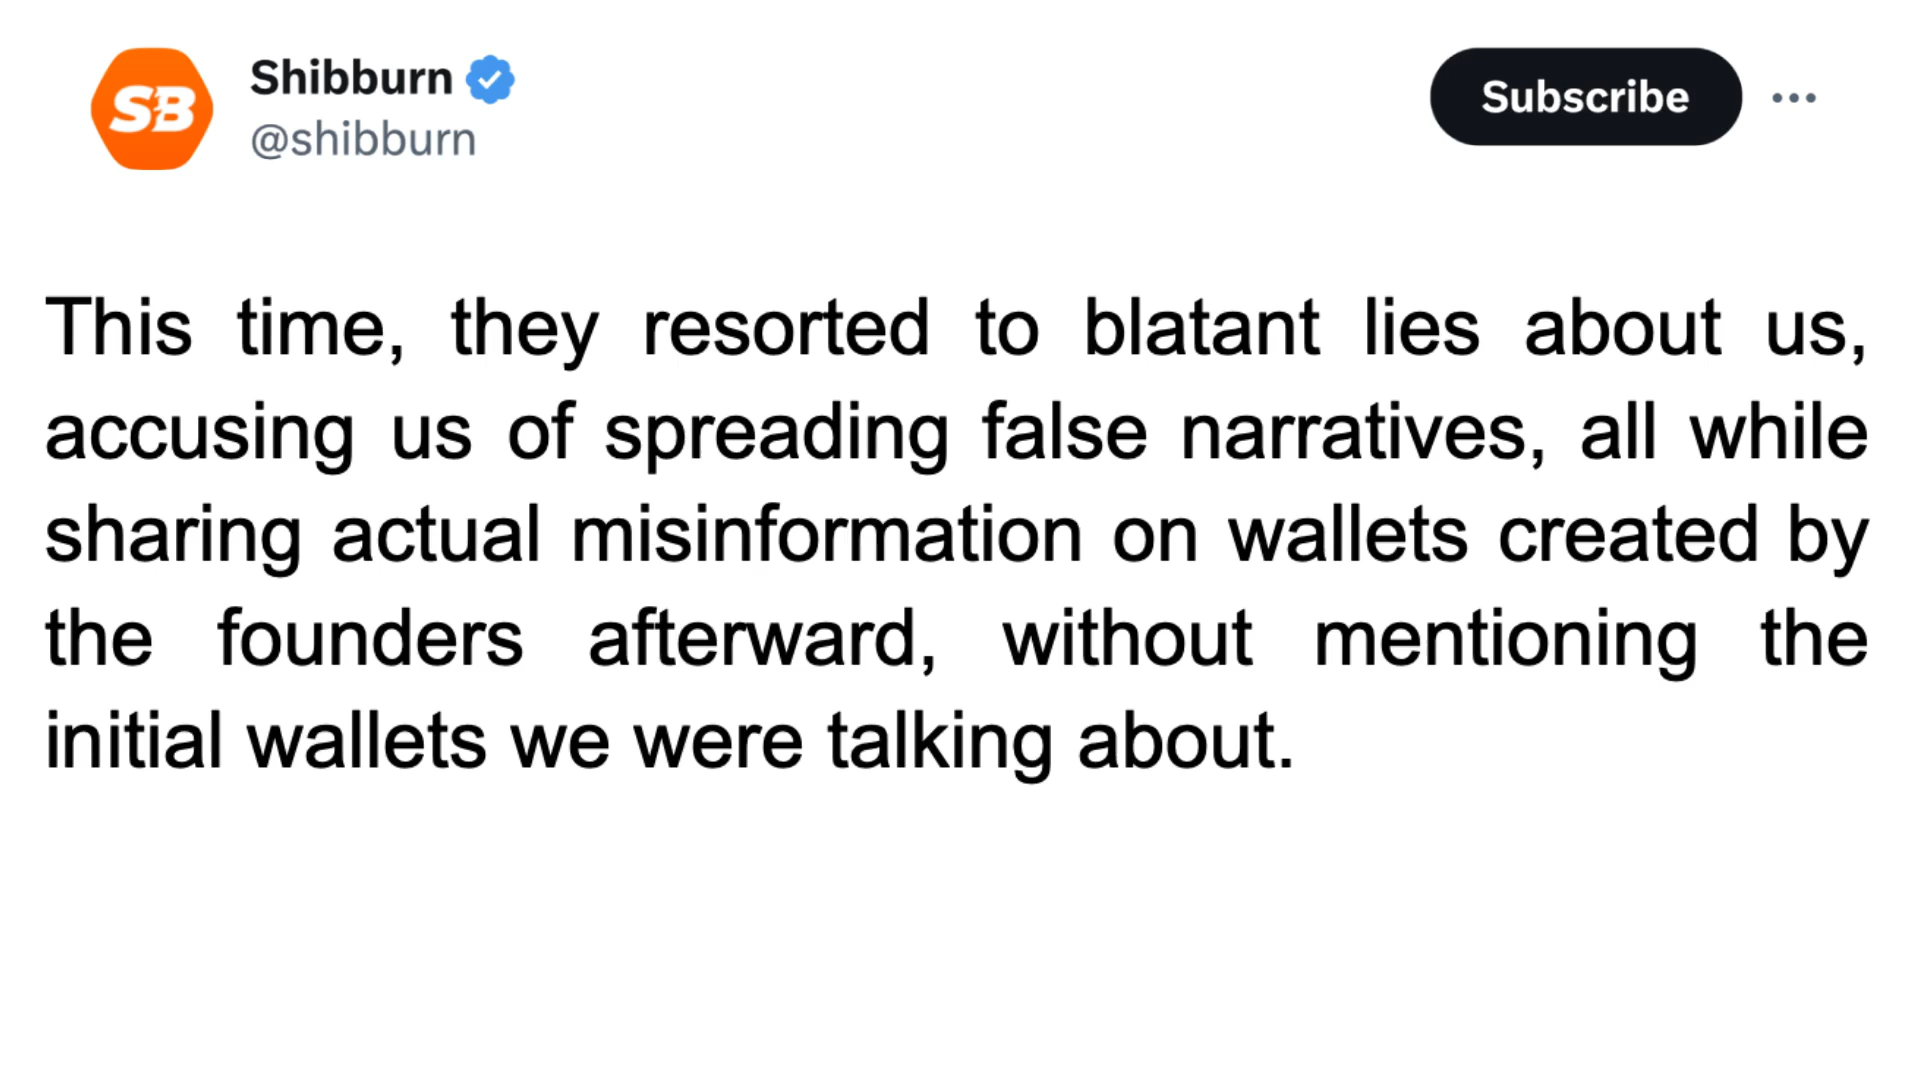 SB
Shibburn
@shibburn
Subscribe
This time, they resorted to blatant lies about us,
accusing us of spreading false narratives, all while
sharing actual misinformation on wallets created by
the founders afterward, without mentioning the
initial wallets we were talking about.